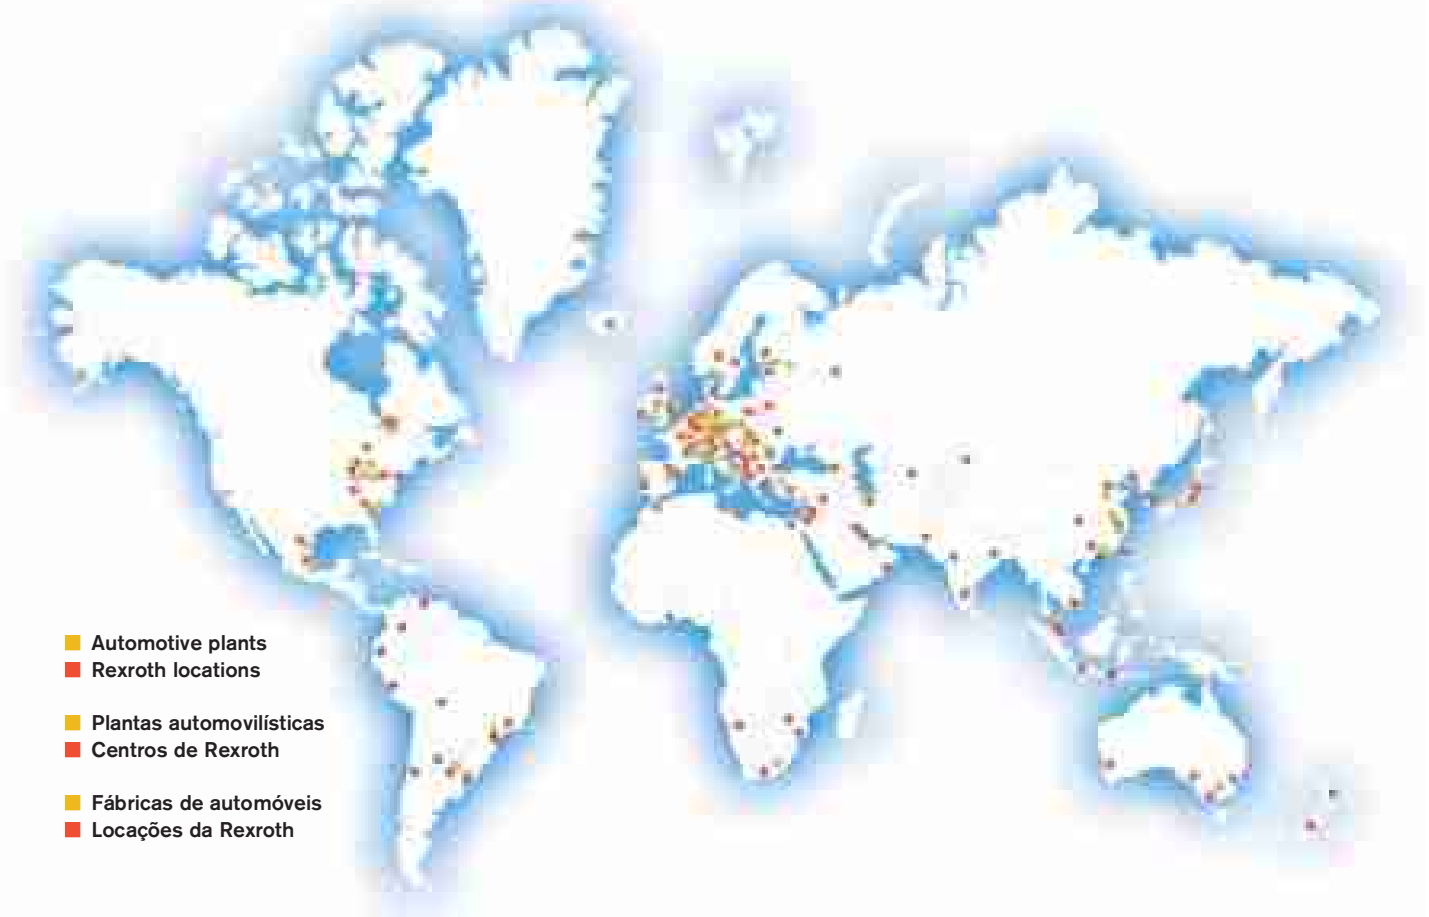 Automotive plants
Rexroth locations
Plantas automovilísticas
Centros de Rexroth
Fábricas de automóveis
Locações da Rexroth